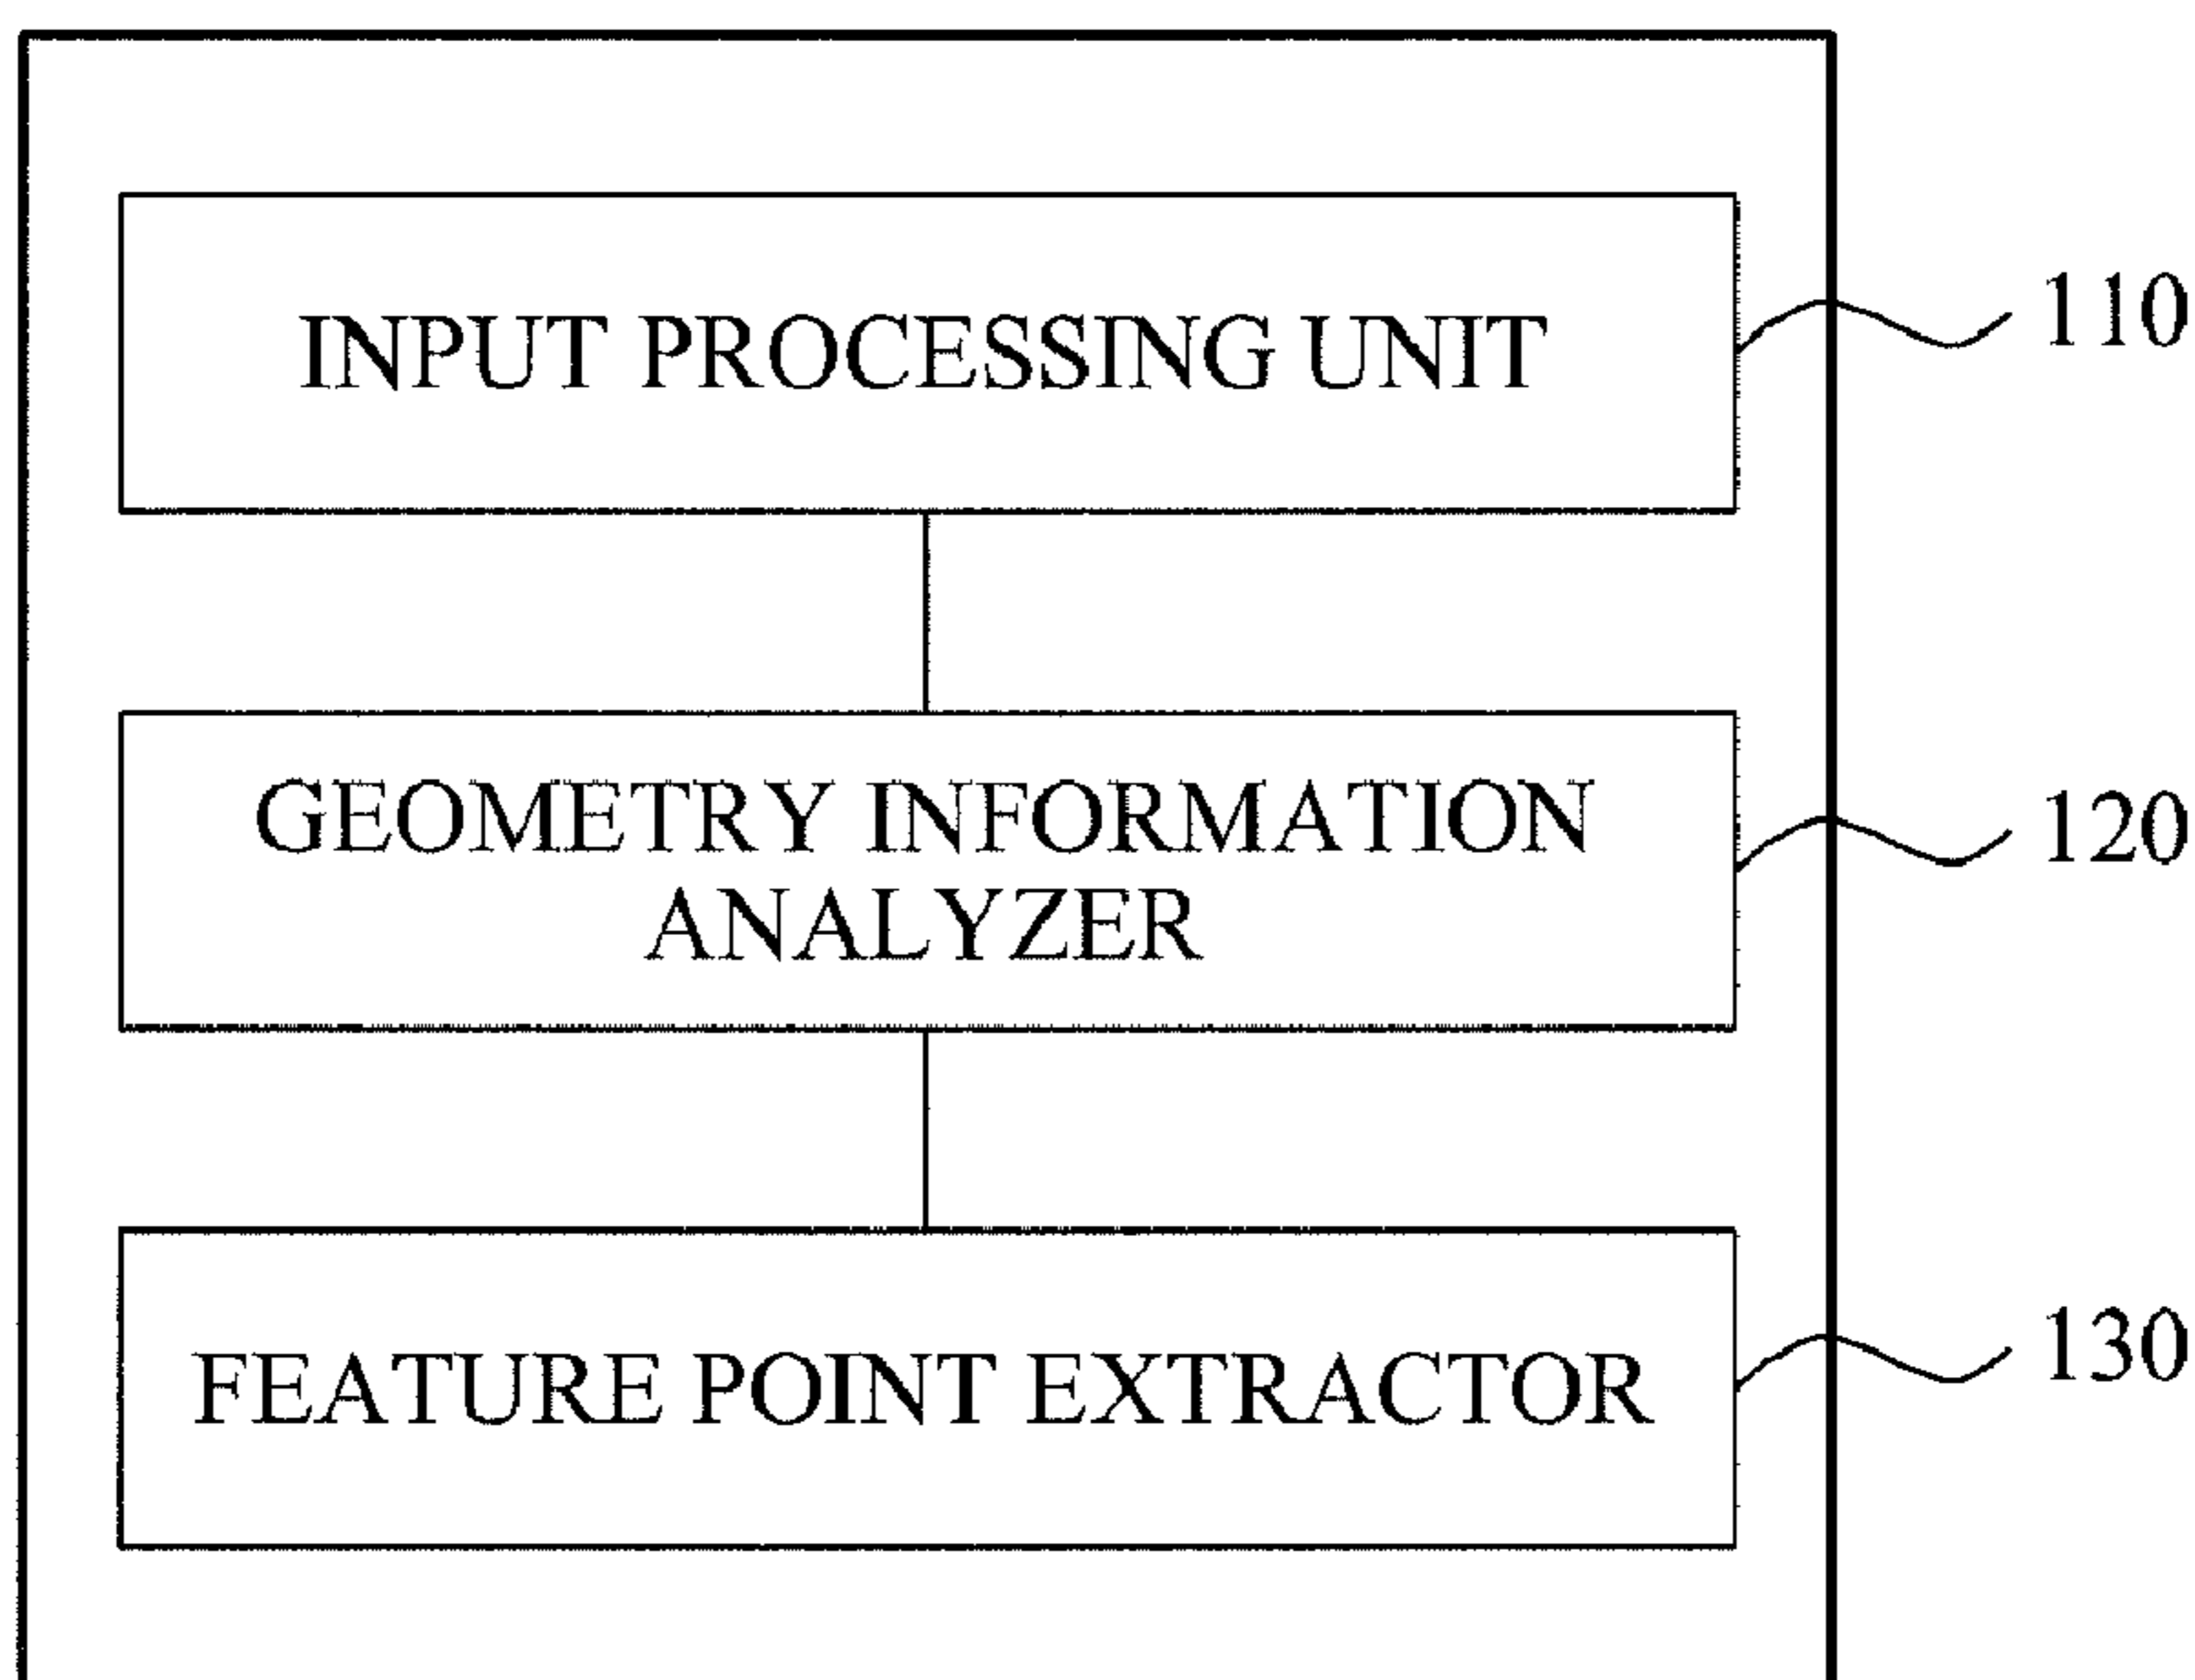 INPUT PROCESSING UNIT
110
GEOMETRY INFORMATION
ANALYZER
120
FEATURE POINT EXTRACTOR
130